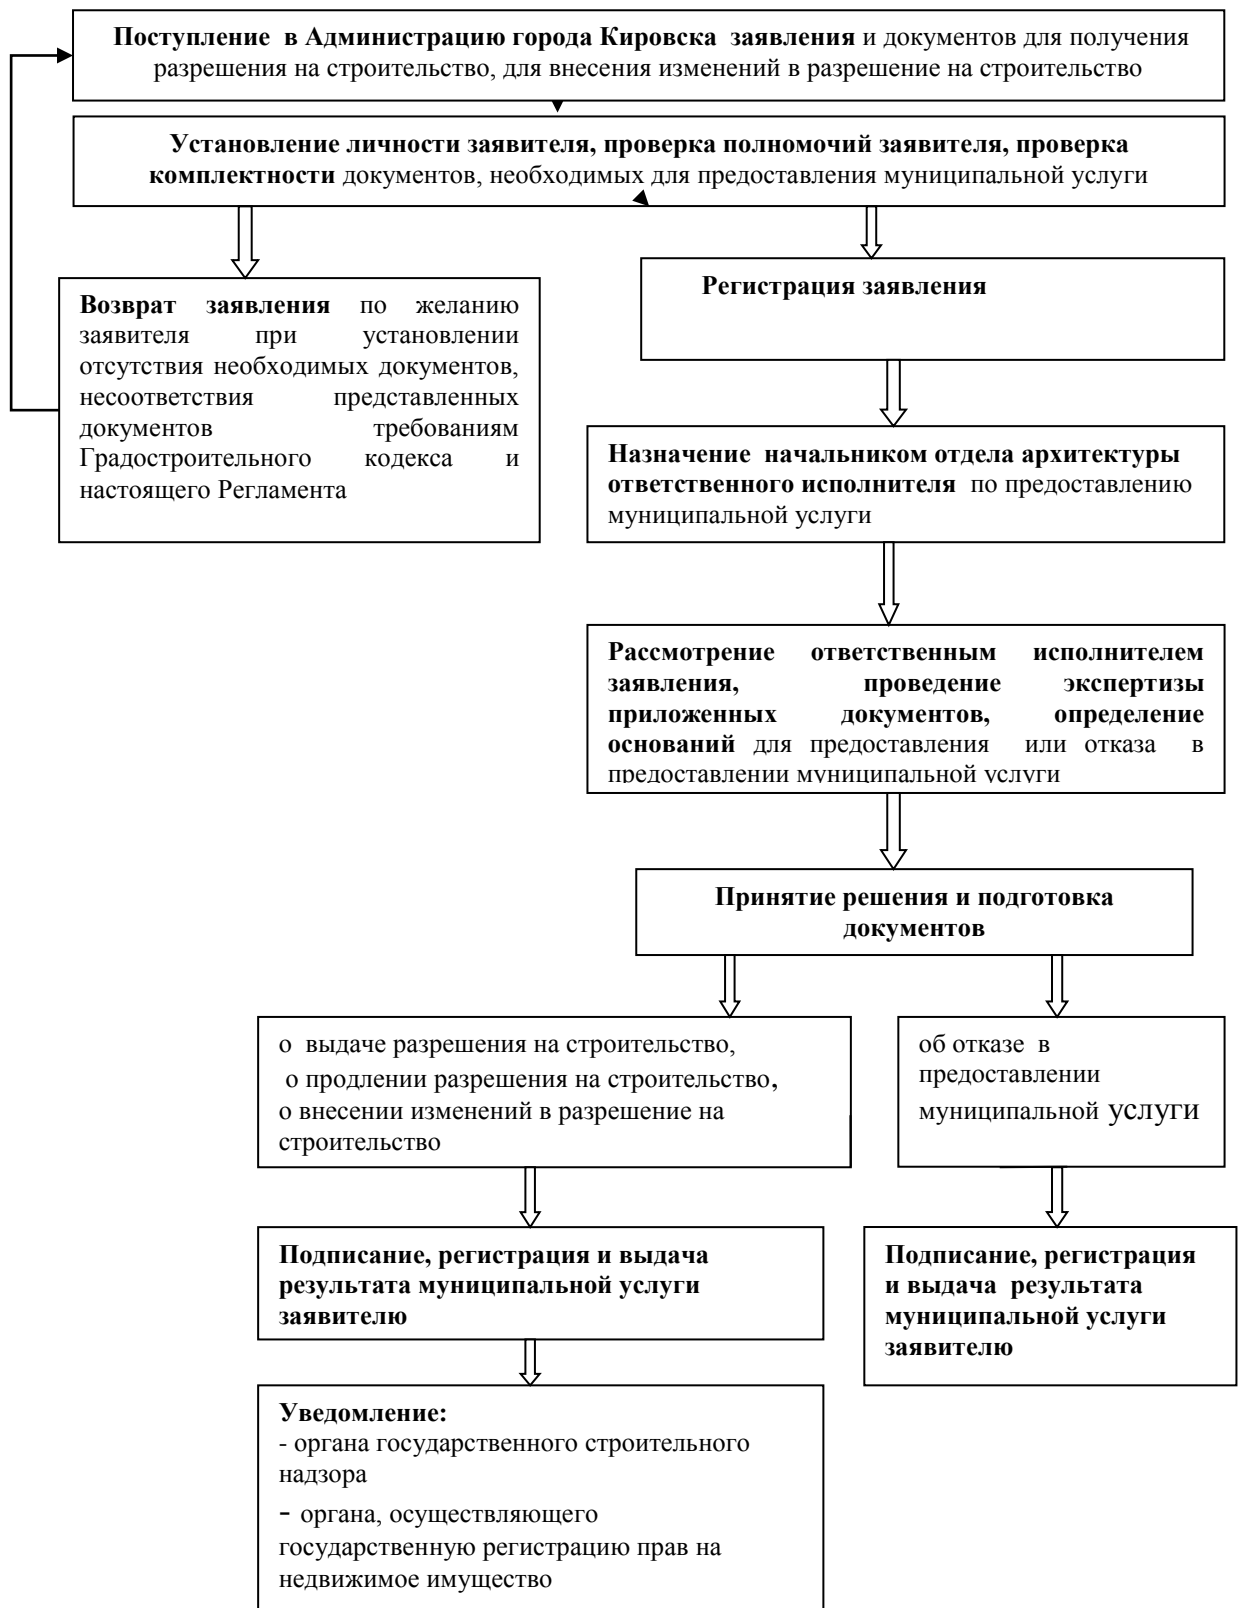 Поступление в Администрацию города Кировска заявления и документов для получения
разрешения на строительство, для внесения изменений в разрешение на строительство
Установление личности заявителя, проверка полномочий заявителя, проверка
комплектности документов, необходимых для предоставления муниципальной услуги
Возврат заявления по желанию
заявителя при установлении
отсутствия необходимых документов,
несоответствия представленных
документов требованиям
Градостроительного кодекса и
настоящего Регламента
Регистрация заявления
Назначение начальником отдела архитектуры
ответственного исполнителя по предоставлению
муниципальной услуги
Рассмотрение ответственным исполнителем
заявления, проведение экспертизы
приложенных документов, определение
оснований для предоставления или отказа в
предоставлении муниципальной услуги
Принятие решения и подготовка
документов
о выдаче разрешения на строительство,
о продлении разрешения на строительство,
о внесении изменений в разрешение на
строительство
об отказе в
предоставлении
муниципальной услуги
Подписание, регистрация и выдача
результата муниципальной услуги
заявителю
Подписание, регистрация
и выдача результата
муниципальной услуги
заявителю
Уведомление:
- органа государственного строительного
надзора
- органа, осуществляющего
государственную регистрацию прав на
недвижимое имущество